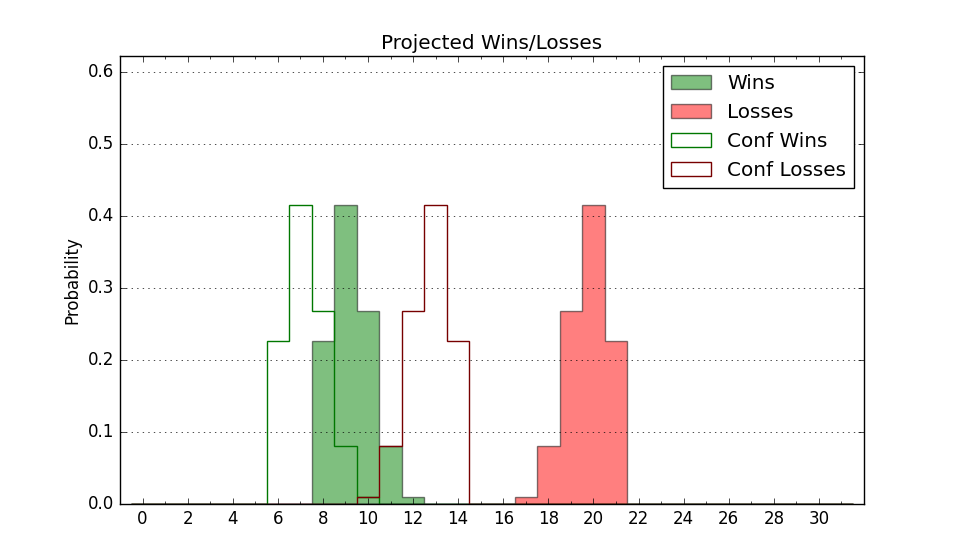 Projected Wins/Losses
0.6
0.5
0.4
0.3
0.2
0.1
0.0
Probability
Wins
Losses
Conf Wins
Conf Losses
0 2 4 6 8 10 12 14 16 18 20 22 24 26 28 30